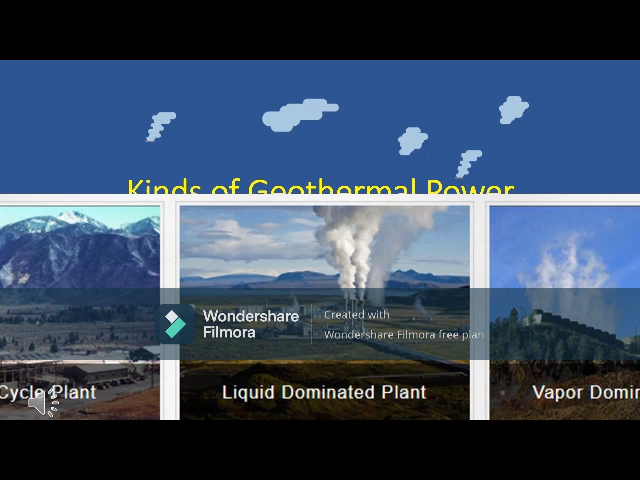 Kinds of Geothermal Power
Wondershare
Filmora
Created with
Wondershare Filmora free plan
Cycle Plant
Liquid Dominated Plant
Vapor Domin